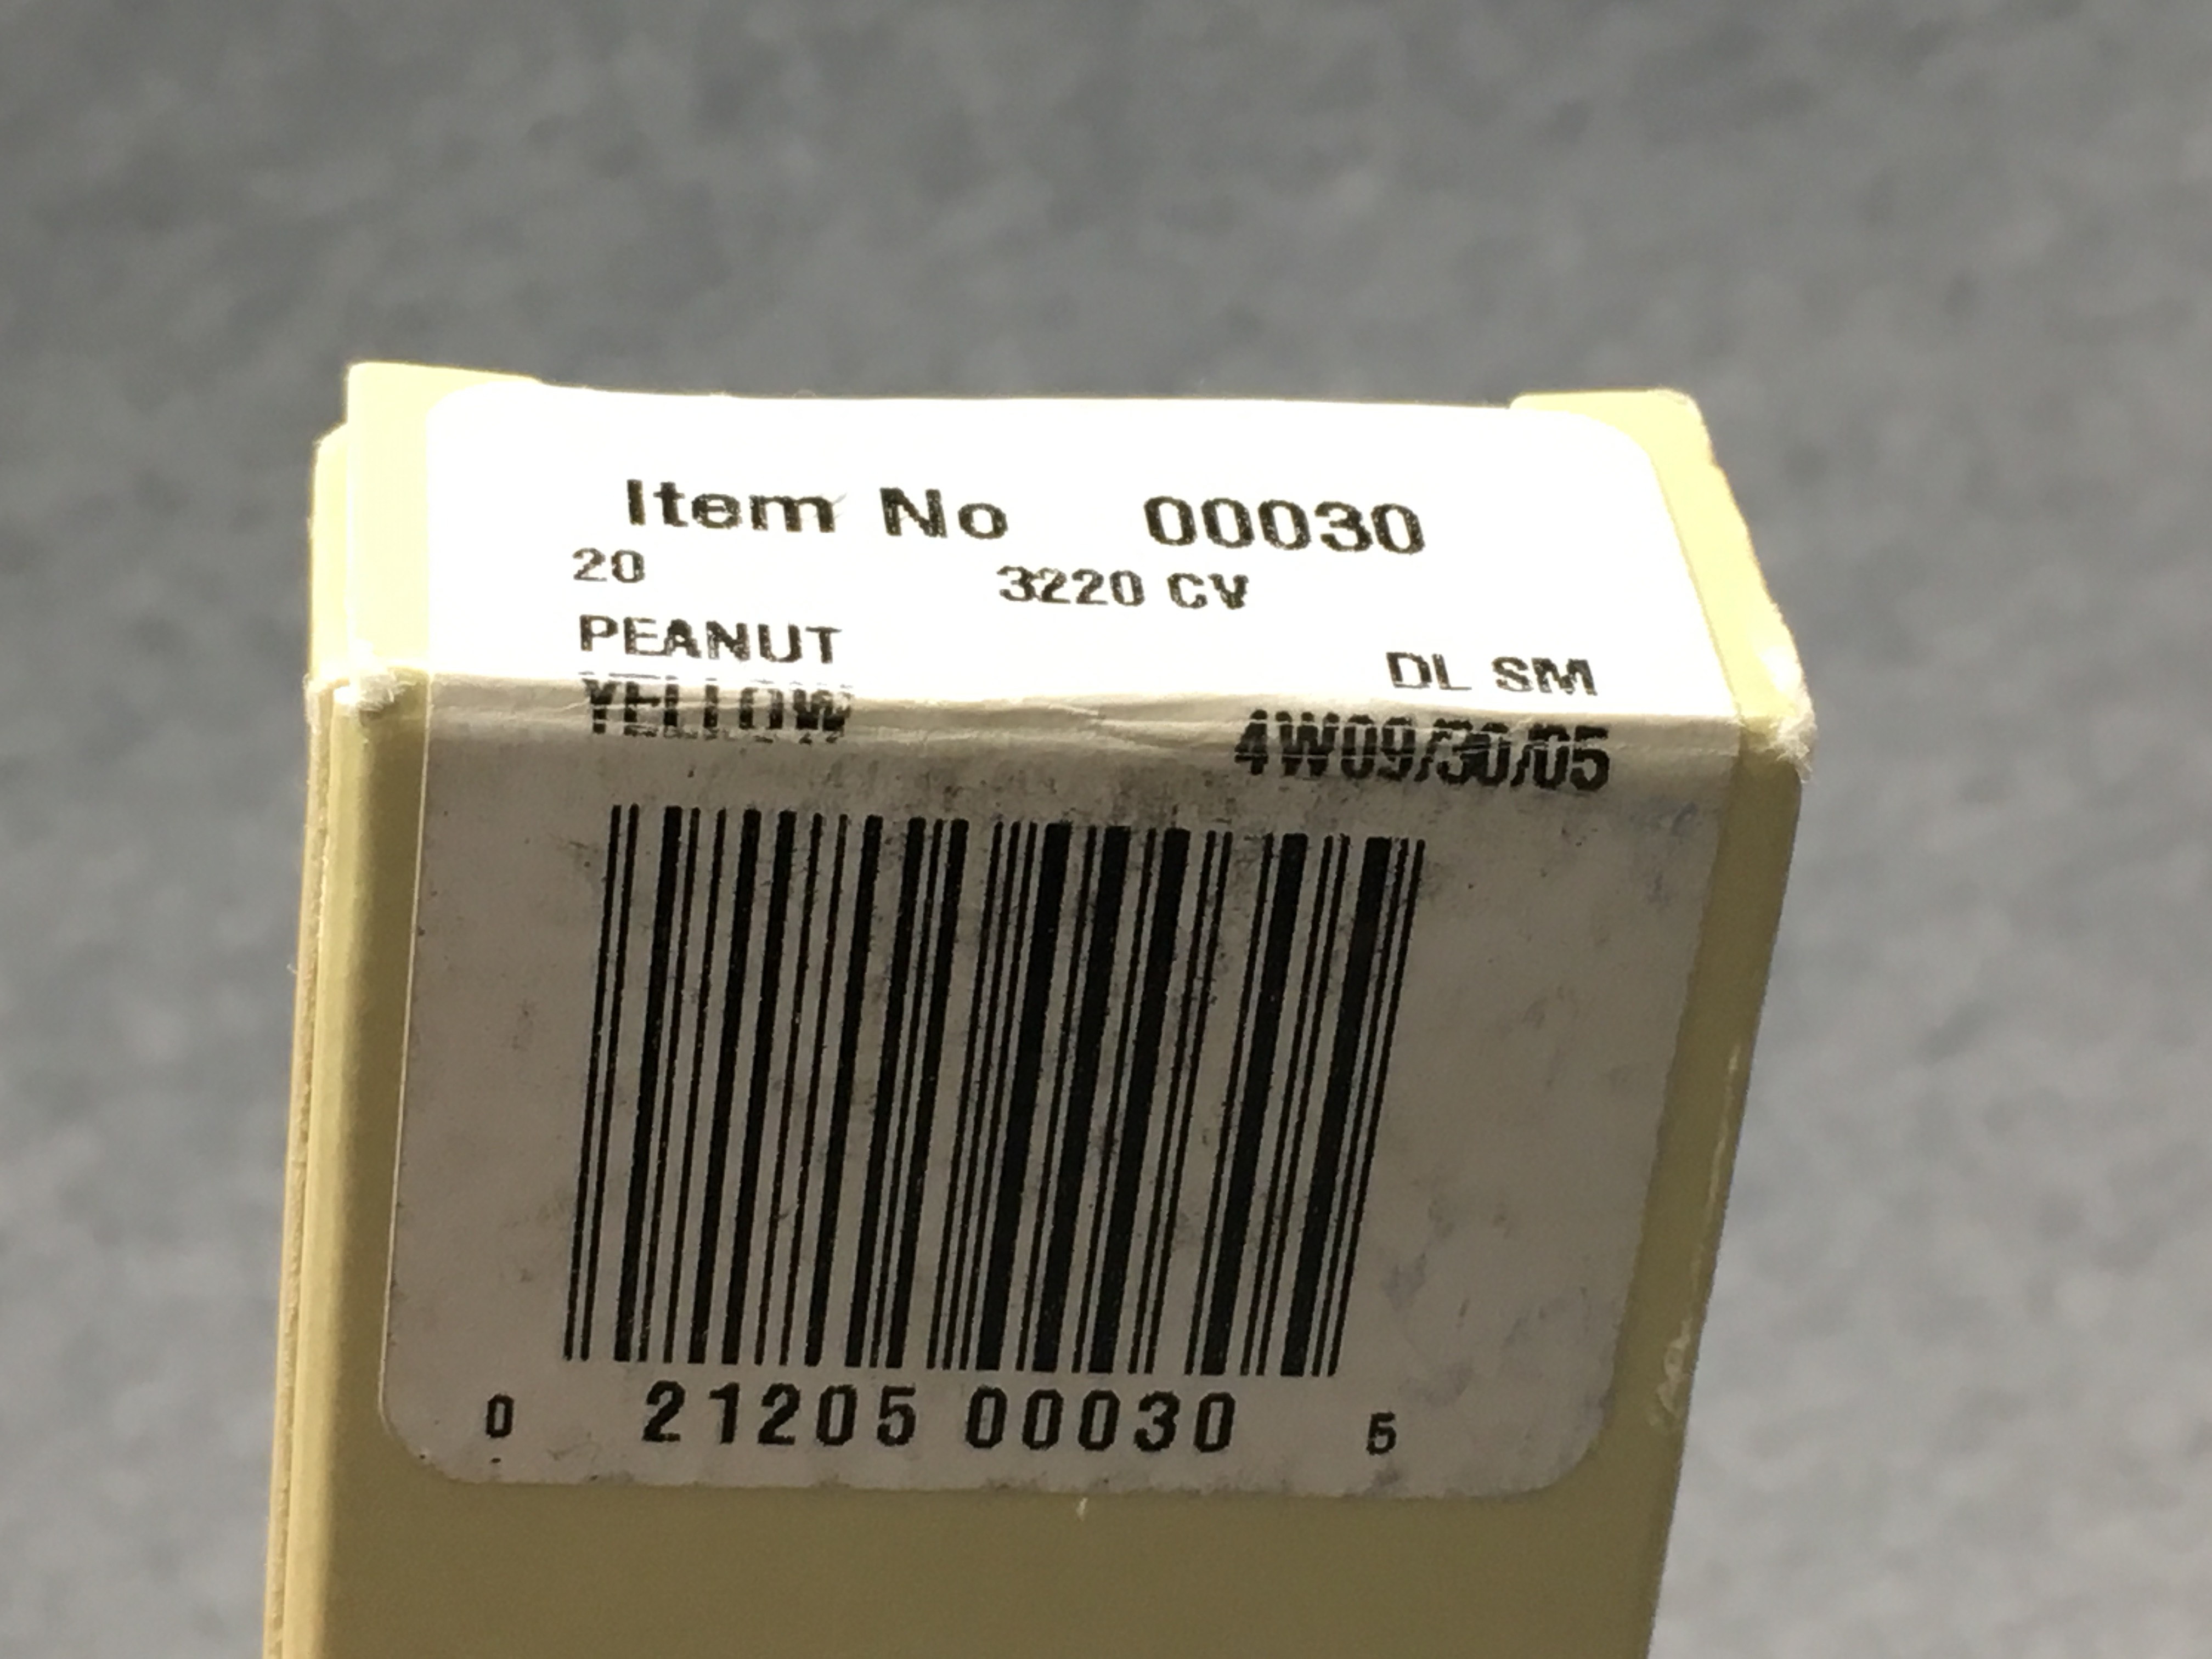 Item No 00030
20 3220 CV
PEANUT DL SM
YELLOW 4W09/30/05
0 21205 00030 5